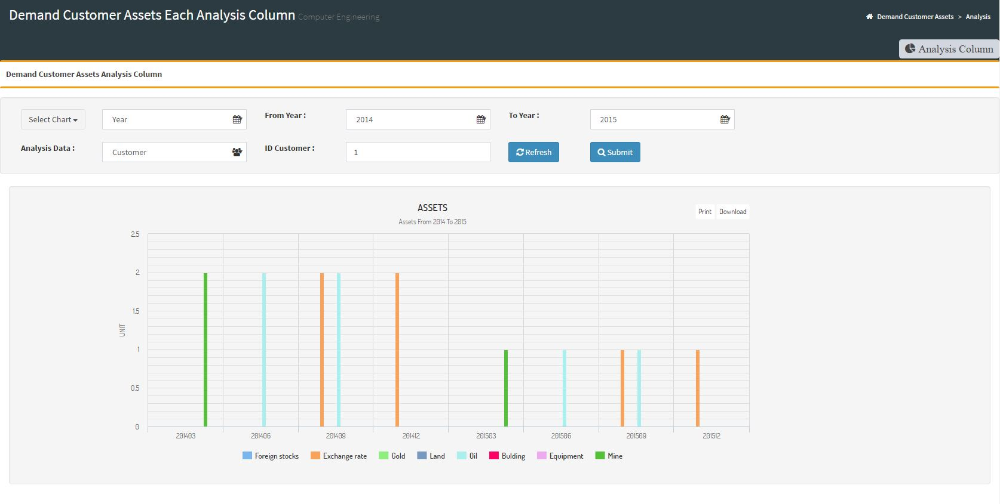 Demand Customer Assets Each Analysis Column Computer Engineering
Demand Customer Assets > Analysis
Analysis Column
Demand Customer Assets Analysis Column
Select Chart Year From Year : 2014 To Year : 2015
Analysis Data : Customer ID Customer : 1 Refresh Submit
ASSETS
Print Download
Assets From 2014 To 2015
2.5
2
1.5
1
0.5
0
UNIT
201403 201406 201409 201412 201503 201506 201509 201512
Foreign stocks Exchange rate Gold Land Oil Bulding Equipment Mine